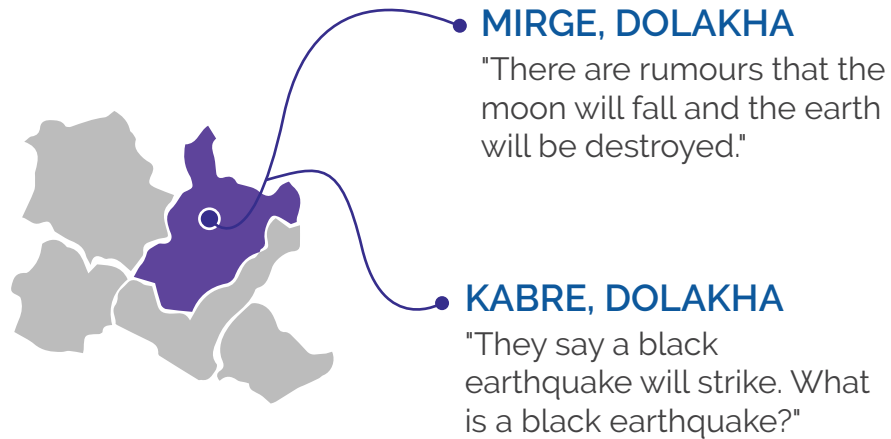 MIRGE, DOLAKHA
"There are rumours that the
moon will fall and the earth
will be destroyed."
KABRE, DOLAKHA
"They say a black
earthquake will strike. What
is a black earthquake?"